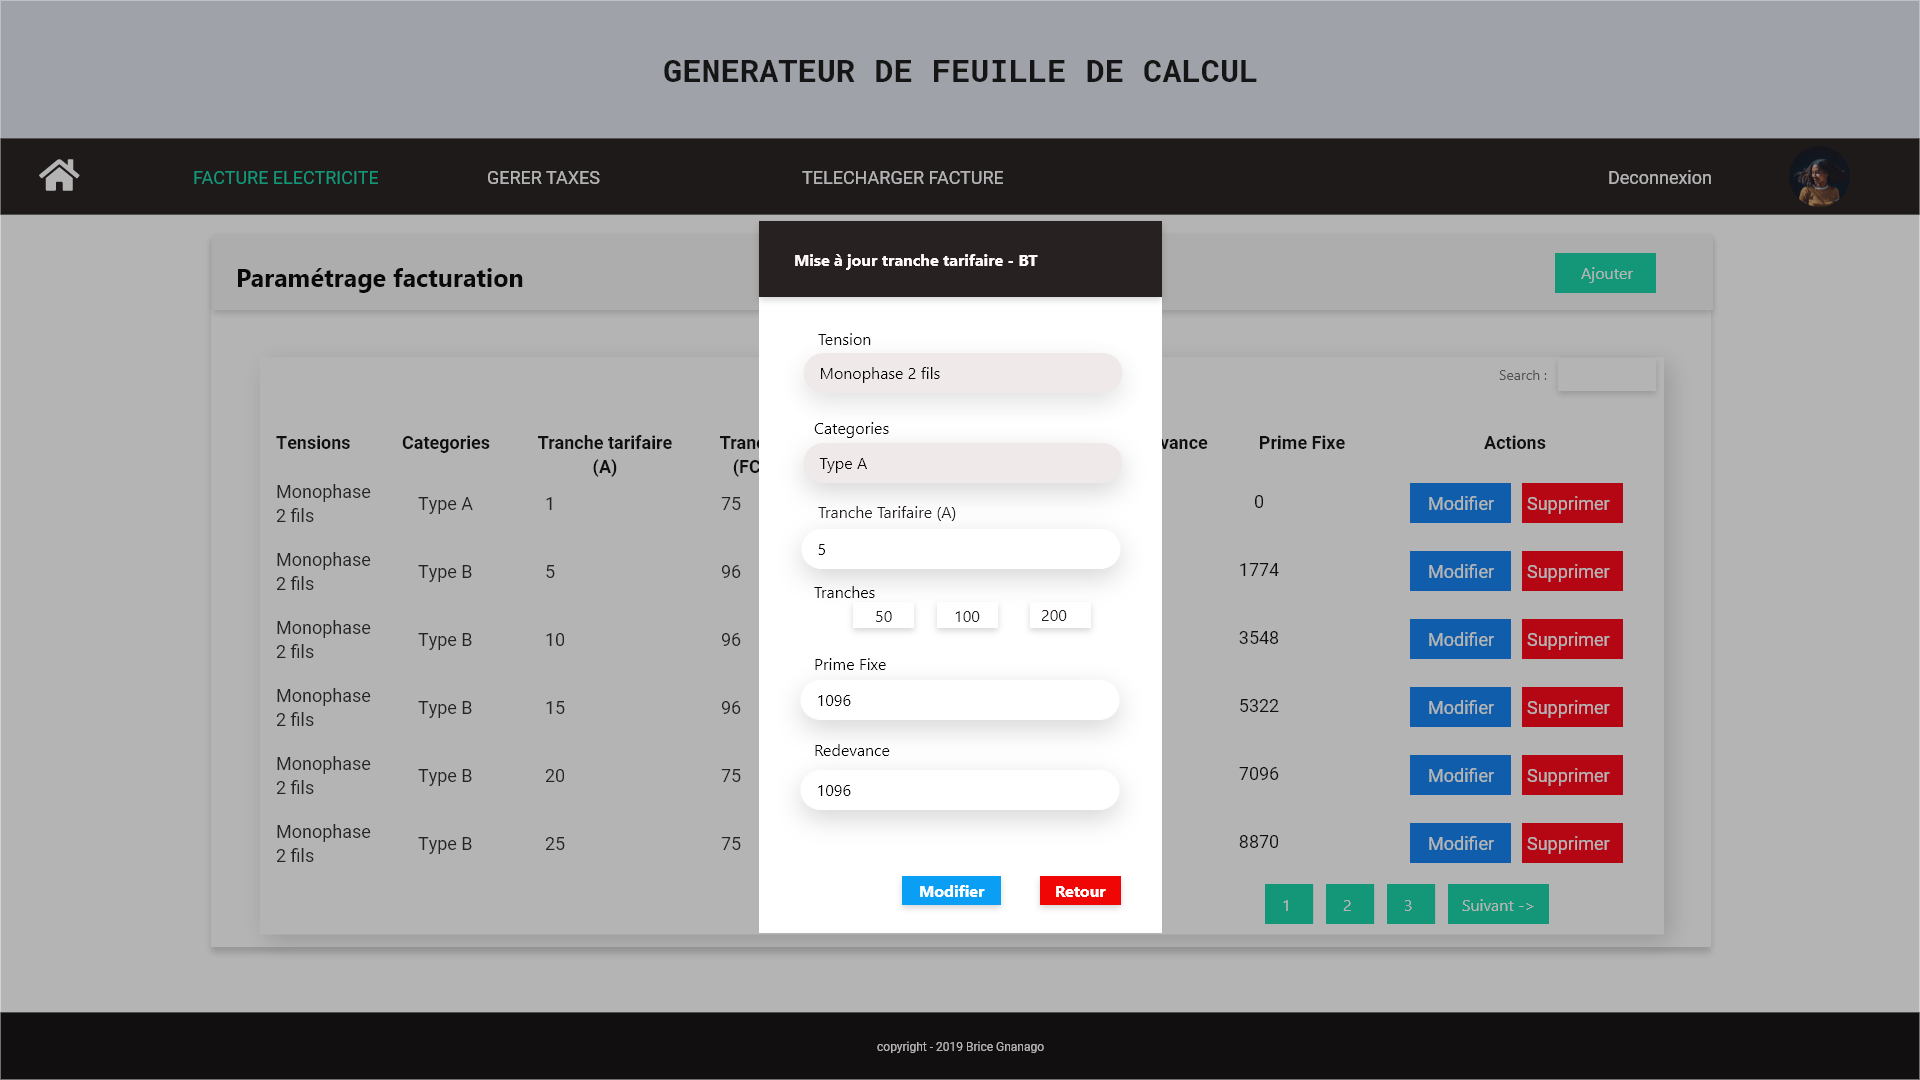 GENERATEUR DE FEUILLE DE CALCUL
FACTURE ELECTRICITE GERER TAXES TELECHARGER FACTURE Deconnexion
Paramétrage facturation
Ajouter
Search :
Tensions Categories Tranche tarifaire (A) Prime Fixe Actions
Monophase 2 fils Type A 1 75 0 Modifier Supprimer
Monophase 2 fils Type B 5 96 1774 Modifier Supprimer
Monophase 2 fils Type B 10 96 3548 Modifier Supprimer
Monophase 2 fils Type B 15 96 5322 Modifier Supprimer
Monophase 2 fils Type B 20 75 7096 Modifier Supprimer
Monophase 2 fils Type B 25 75 8870 Modifier Supprimer
1 2 3 Suivant ->
Mise à jour tranche tarifaire - BT
Tension
Monophase 2 fils
Categories
Type A
Tranche Tarifaire (A)
5
Tranches
50 100 200
Prime Fixe
1096
Redevance
1096
Modifier Retour
copyright - 2019 Brice Gnanago